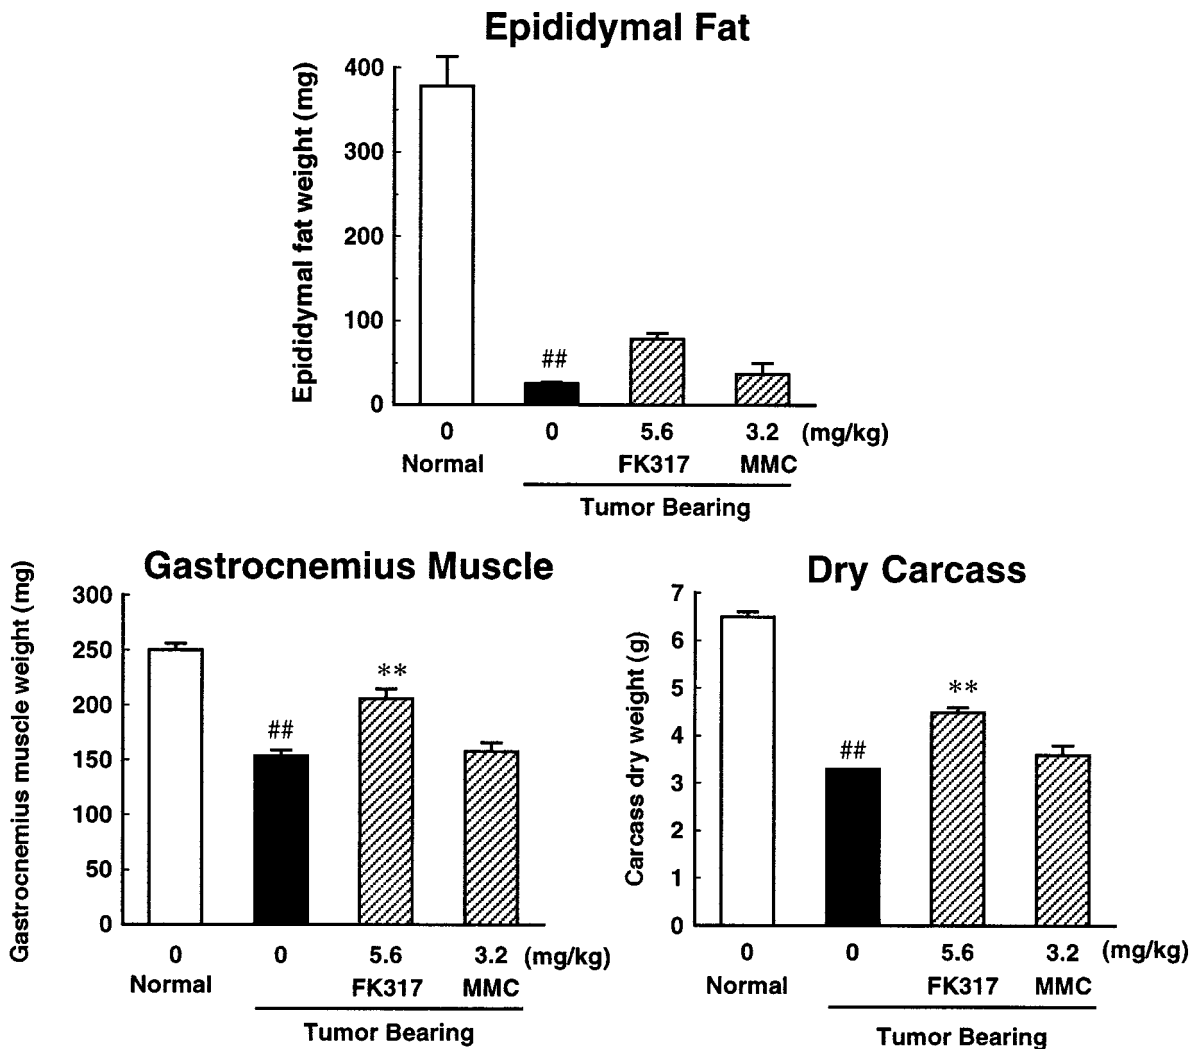 Epididymal Fat
Epididymal fat weight (mg)
400
300
200
100
0
##
0 0 5.6 3.2 (mg/kg)
Normal FK317 MMC
Tumor Bearing
Gastrocnemius Muscle
Gastrocnemius muscle weight (mg)
300
250
200
150
100
50
0
##
**
0 0 5.6 3.2 (mg/kg)
Normal FK317 MMC
Tumor Bearing
Dry Carcass
Carcass dry weight (g)
7
6
5
4
3
2
1
0
##
**
0 0 5.6 3.2 (mg/kg)
Normal FK317 MMC
Tumor Bearing